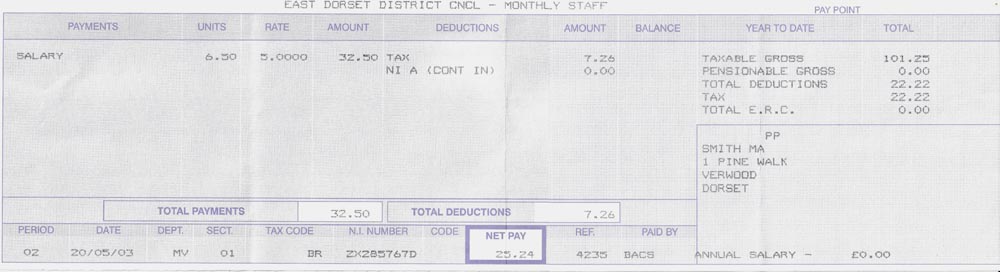 EAST DORSET DISTRICT CNCL - MONTHLY STAFF
PAY POINT
PAYMENTS UNITS RATE AMOUNT DEDUCTIONS AMOUNT BALANCE YEAR TO DATE TOTAL
SALARY 6.50 5.0000 32.50 TAX 7.26 TAXABLE GROSS 101.25
NI A (CONT IN) 0.00 PENSIONABLE GROSS 0.00
TOTAL DEDUCTIONS 22.22
TAX 22.22
TOTAL E.R.C. 0.00
PP
SMITH MA
1 PINE WALK
VERWOOD
DORSET
TOTAL PAYMENTS 32.50 TOTAL DEDUCTIONS 7.26
PERIOD DATE DEPT. SECT. TAX CODE N.I. NUMBER CODE NET PAY REF. PAID BY
02 20/05/03 MV 01 BR ZX285767D 25.24 4235 BACS ANNUAL SALARY - £0.00